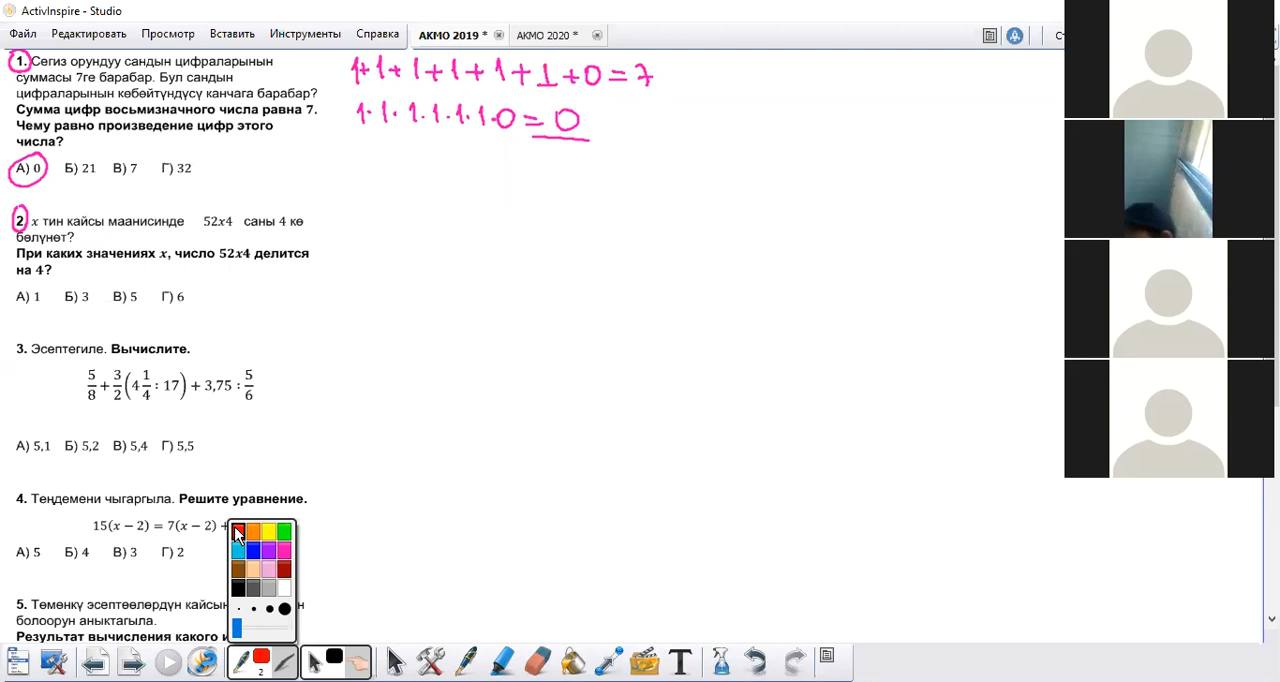 ActivInspire - Studio
Файл Редактировать Просмотр Вставить Инструменты Справка
АКМО 2019 * АКМО 2020 *
1. Сегиз орундуу сандын цифраларынын
суммасы 7ге барабар. Бул сандын
цифраларынын көбөйтүндүсү канчага барабар?
Сумма цифр восьмизначного числа равна 7.
Чему равно произведение цифр этого
числа?
А) 0 Б) 21 В) 7 Г) 32
1+1+1+1+1+1+1+0=7
1·1·1·1·1·1·0=0
2. x тин кайсы маанисинде 52x4 саны 4 кө
бөлүнөт?
При каких значениях x, число 52x4 делится
на 4?
А) 1 Б) 3 В) 5 Г) 6
3. Эсептегиле. Вычислите.
5/8 + 3/2 (4 1/4 : 17) + 3,75 : 5/6
А) 5,1 Б) 5,2 В) 5,4 Г) 5,5
4. Теңдемени чыгаргыла. Решите уравнение.
15(x − 2) = 7(x − 2) +
А) 5 Б) 4 В) 3 Г) 2
5. Төмөнкү эсептөөлөрдүн кайсын н
болоорун аныктагыла.
Результат вычисления какого и
2